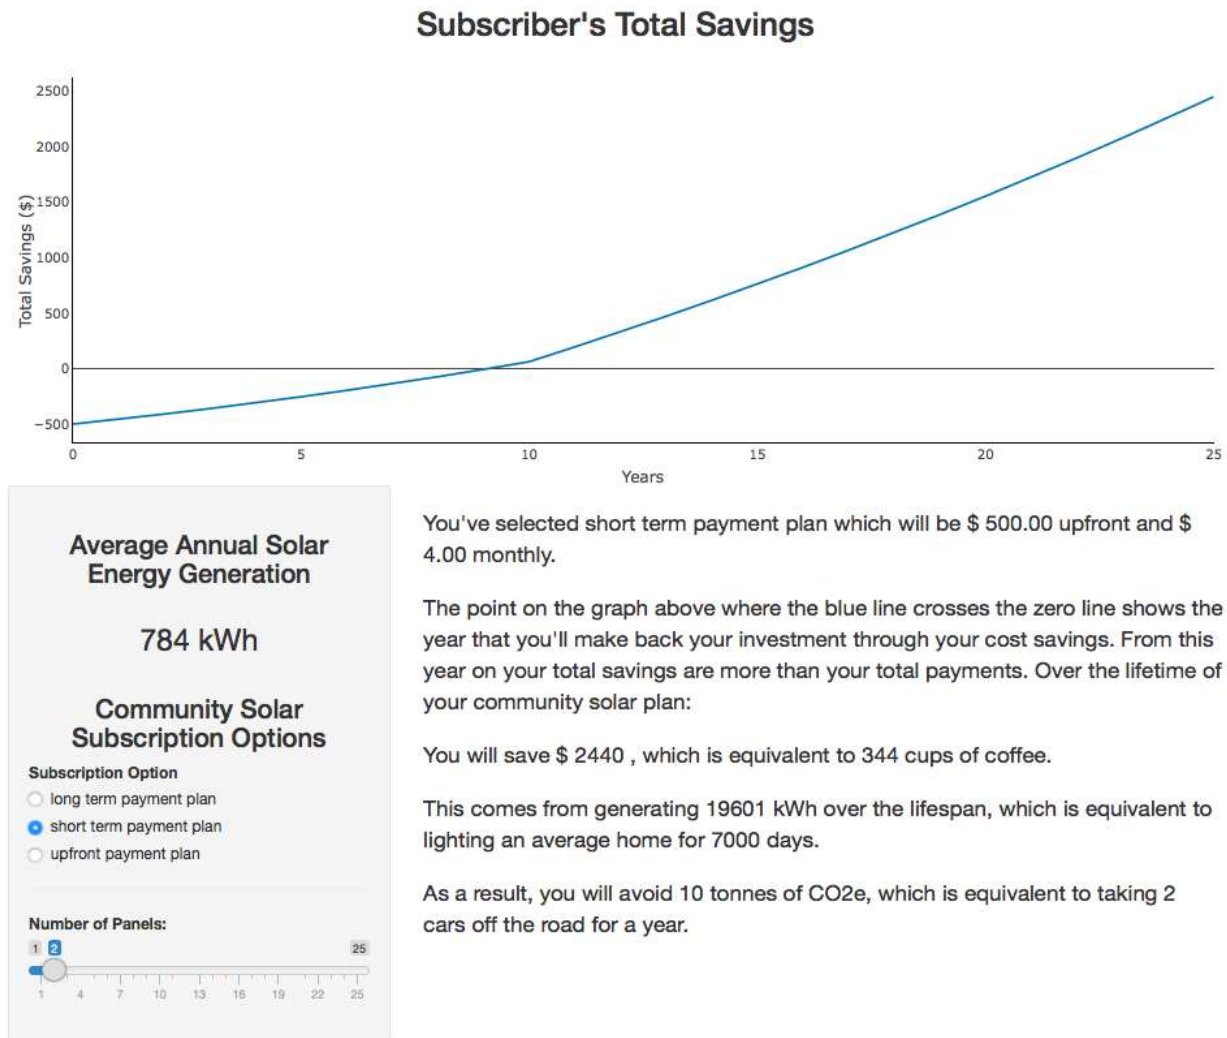 Subscriber's Total Savings
2500
2000
1500
1000
500
0
−500
Total Savings ($)
0 5 10 15 20 25
Years
Average Annual Solar
Energy Generation
784 kWh
Community Solar
Subscription Options
Subscription Option
long term payment plan
short term payment plan
upfront payment plan
Number of Panels:
1 2 25
1 4 7 10 13 16 19 22 25
You've selected short term payment plan which will be $ 500.00 upfront and $
4.00 monthly.
The point on the graph above where the blue line crosses the zero line shows the
year that you'll make back your investment through your cost savings. From this
year on your total savings are more than your total payments. Over the lifetime of
your community solar plan:
You will save $ 2440 , which is equivalent to 344 cups of coffee.
This comes from generating 19601 kWh over the lifespan, which is equivalent to
lighting an average home for 7000 days.
As a result, you will avoid 10 tonnes of CO2e, which is equivalent to taking 2
cars off the road for a year.